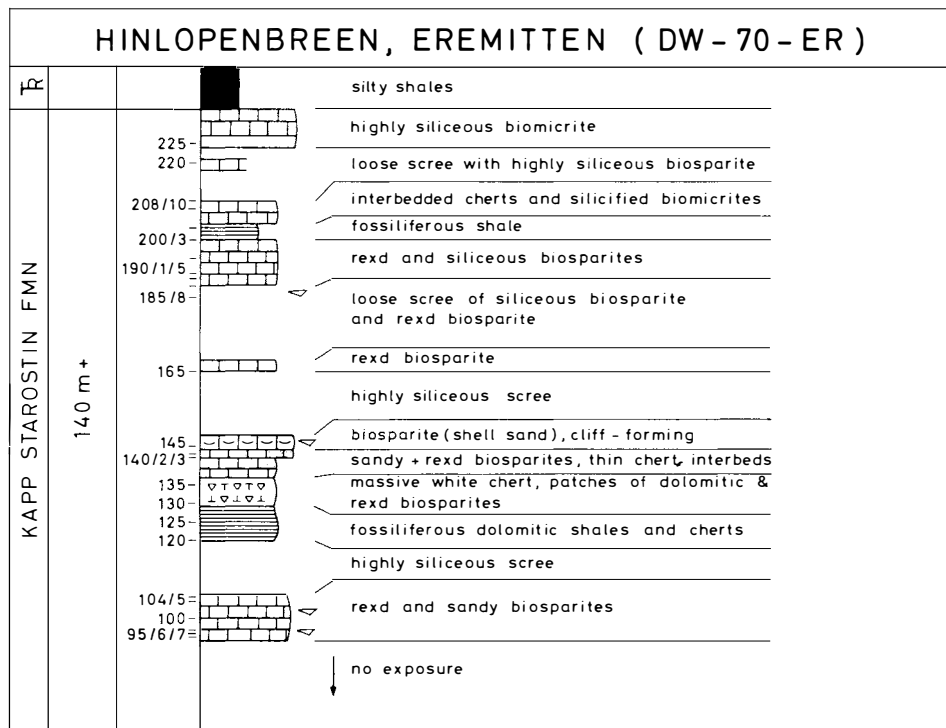 HINLOPENBREEN, EREMITTEN (DW-70-ER)
TR
KAPP STAROSTIN FMN
140 m+
silty shales
highly siliceous biomicrite
225
220
loose scree with highly siliceous biosparite
208/10
interbedded cherts and silicified biomicrites
fossiliferous shale
200/3
rexd and siliceous biosparites
190/1/5
185/8
loose scree of siliceous biosparite
and rexd biosparite
rexd biosparite
165
highly siliceous scree
biosparite (shell sand), cliff-forming
145
140/2/3
sandy + rexd biosparites, thin chert interbeds
135
massive white chert, patches of dolomitic &
rexd biosparites
130
125
fossiliferous dolomitic shales and cherts
120
highly siliceous scree
104/5
rexd and sandy biosparites
100
95/6/7
no exposure